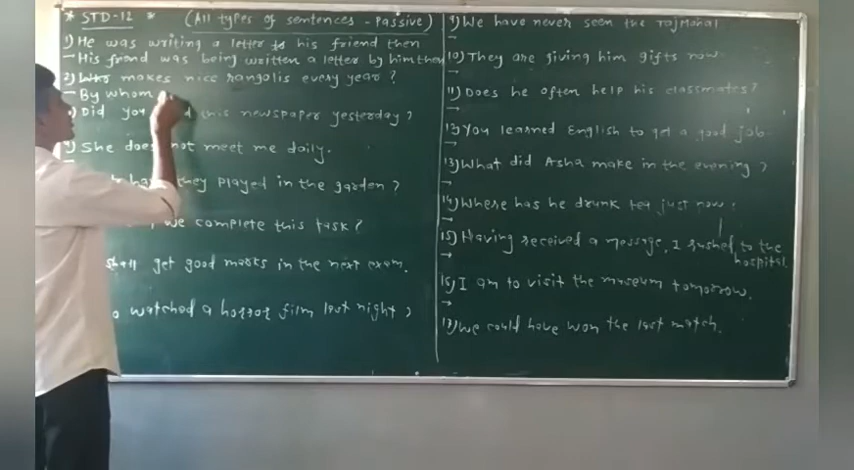 * STD-12 * (All types of sentences - Passive)
1) He was writing a letter to his friend then
→ His frend was being written a letter by him then
2) Who makes nice rangolis every year?
→ By whom
Did you this newspaper yesterday?
4) She does not meet me daily.
they played in the garden?
we complete this task?
shall get good marks in the next exam.
watched a horror film last night?
9) We have never seen the Tajmahal
→
10) They are giving him gifts now
→
11) Does he often help his classmates?
→
12) You learned English to get a good job.
→
13) What did Asha make in the evening?
→
14) Where has he drunk tea just now?
→
15) Having received a message, I rushed to the
hospital.
→
16) I am to visit the museum tomorrow.
→
17) We could have won the last match.